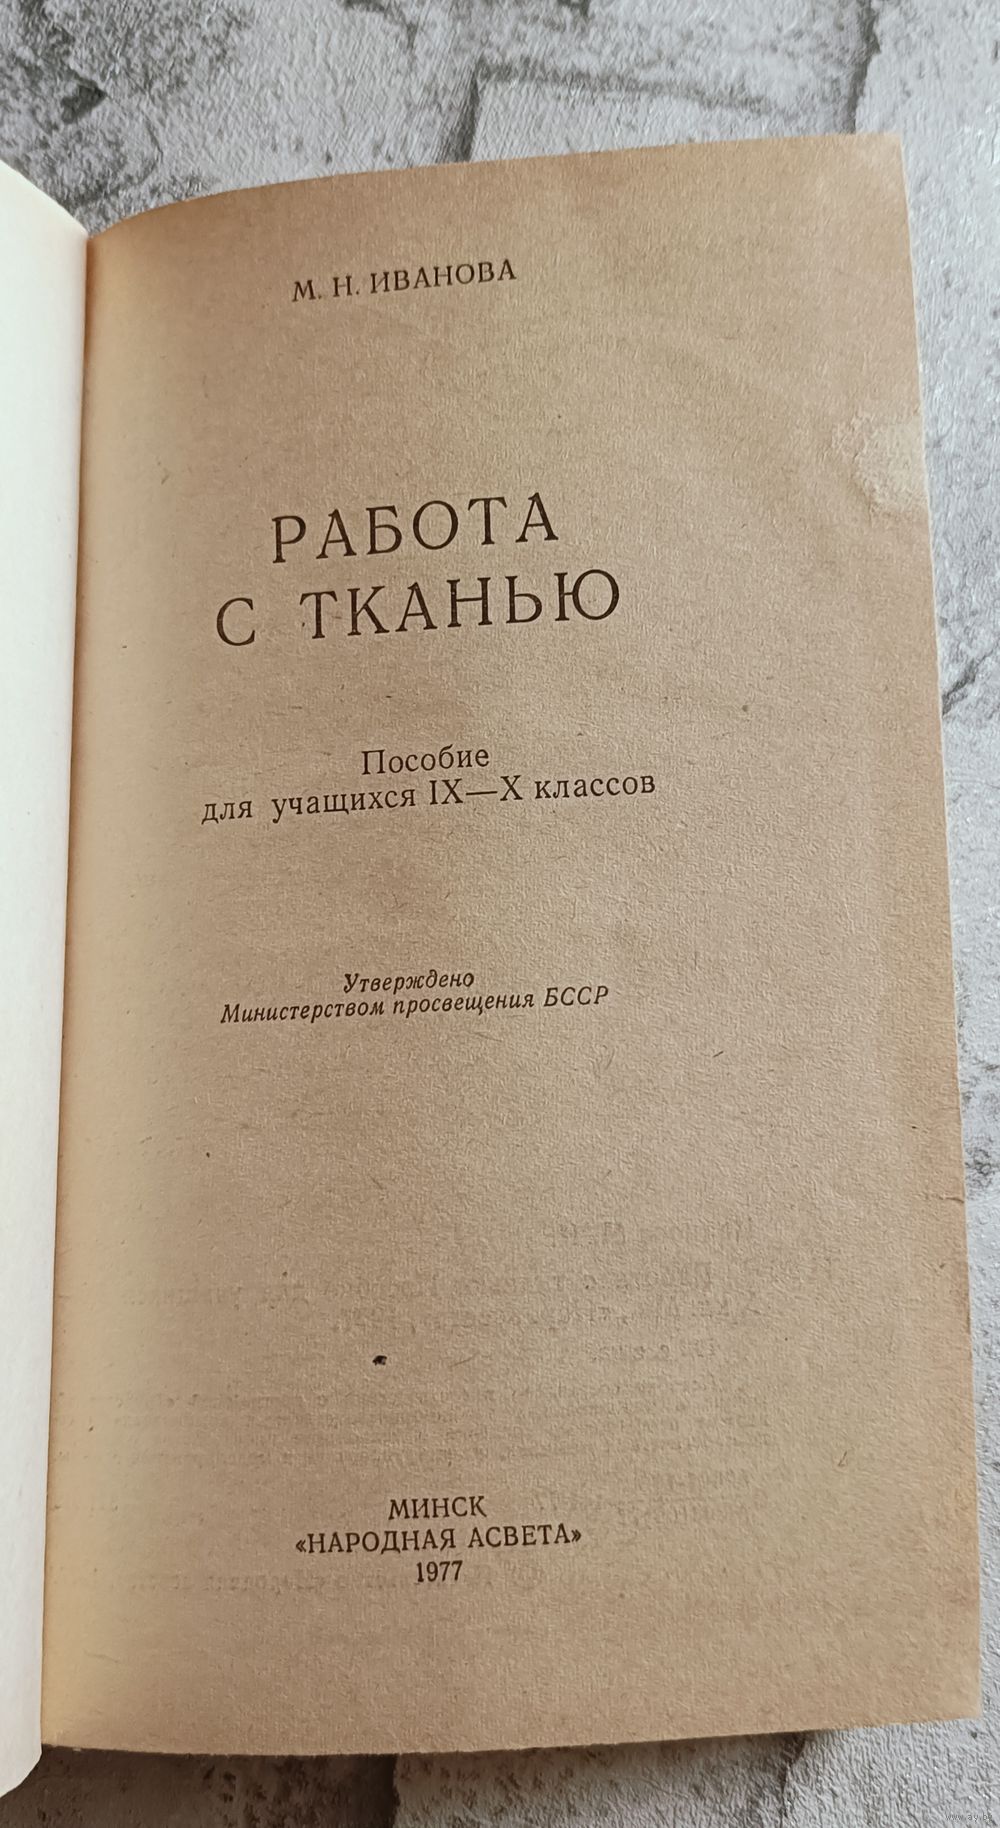 М. Н. ИВАНОВА
РАБОТА
С ТКАНЬЮ
Пособие
для учащихся IX—X классов
Утверждено
Министерством просвещения БССР
МИНСК
«НАРОДНАЯ АСВЕТА»
1977